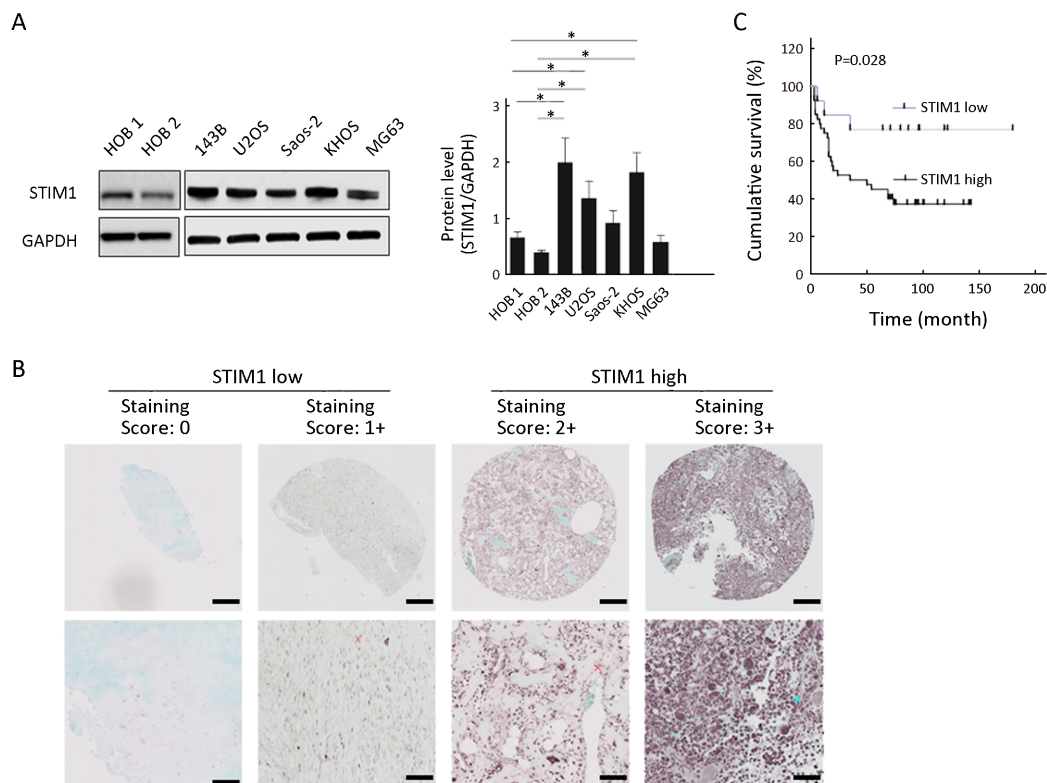 A
HOB 1
HOB 2
143B
U2OS
Saos-2
KHOS
MG63
STIM1
GAPDH
Protein level
(STIM1/GAPDH)
3
2
1
0
*
*
*
*
*
*
HOB 1
HOB 2
143B
U2OS
Saos-2
KHOS
MG63
C
Cumulative survival (%)
120
100
80
60
40
20
0
P=0.028
STIM1 low
STIM1 high
0
50
100
150
200
Time (month)
B
STIM1 low
STIM1 high
Staining
Score: 0
Staining
Score: 1+
Staining
Score: 2+
Staining
Score: 3+